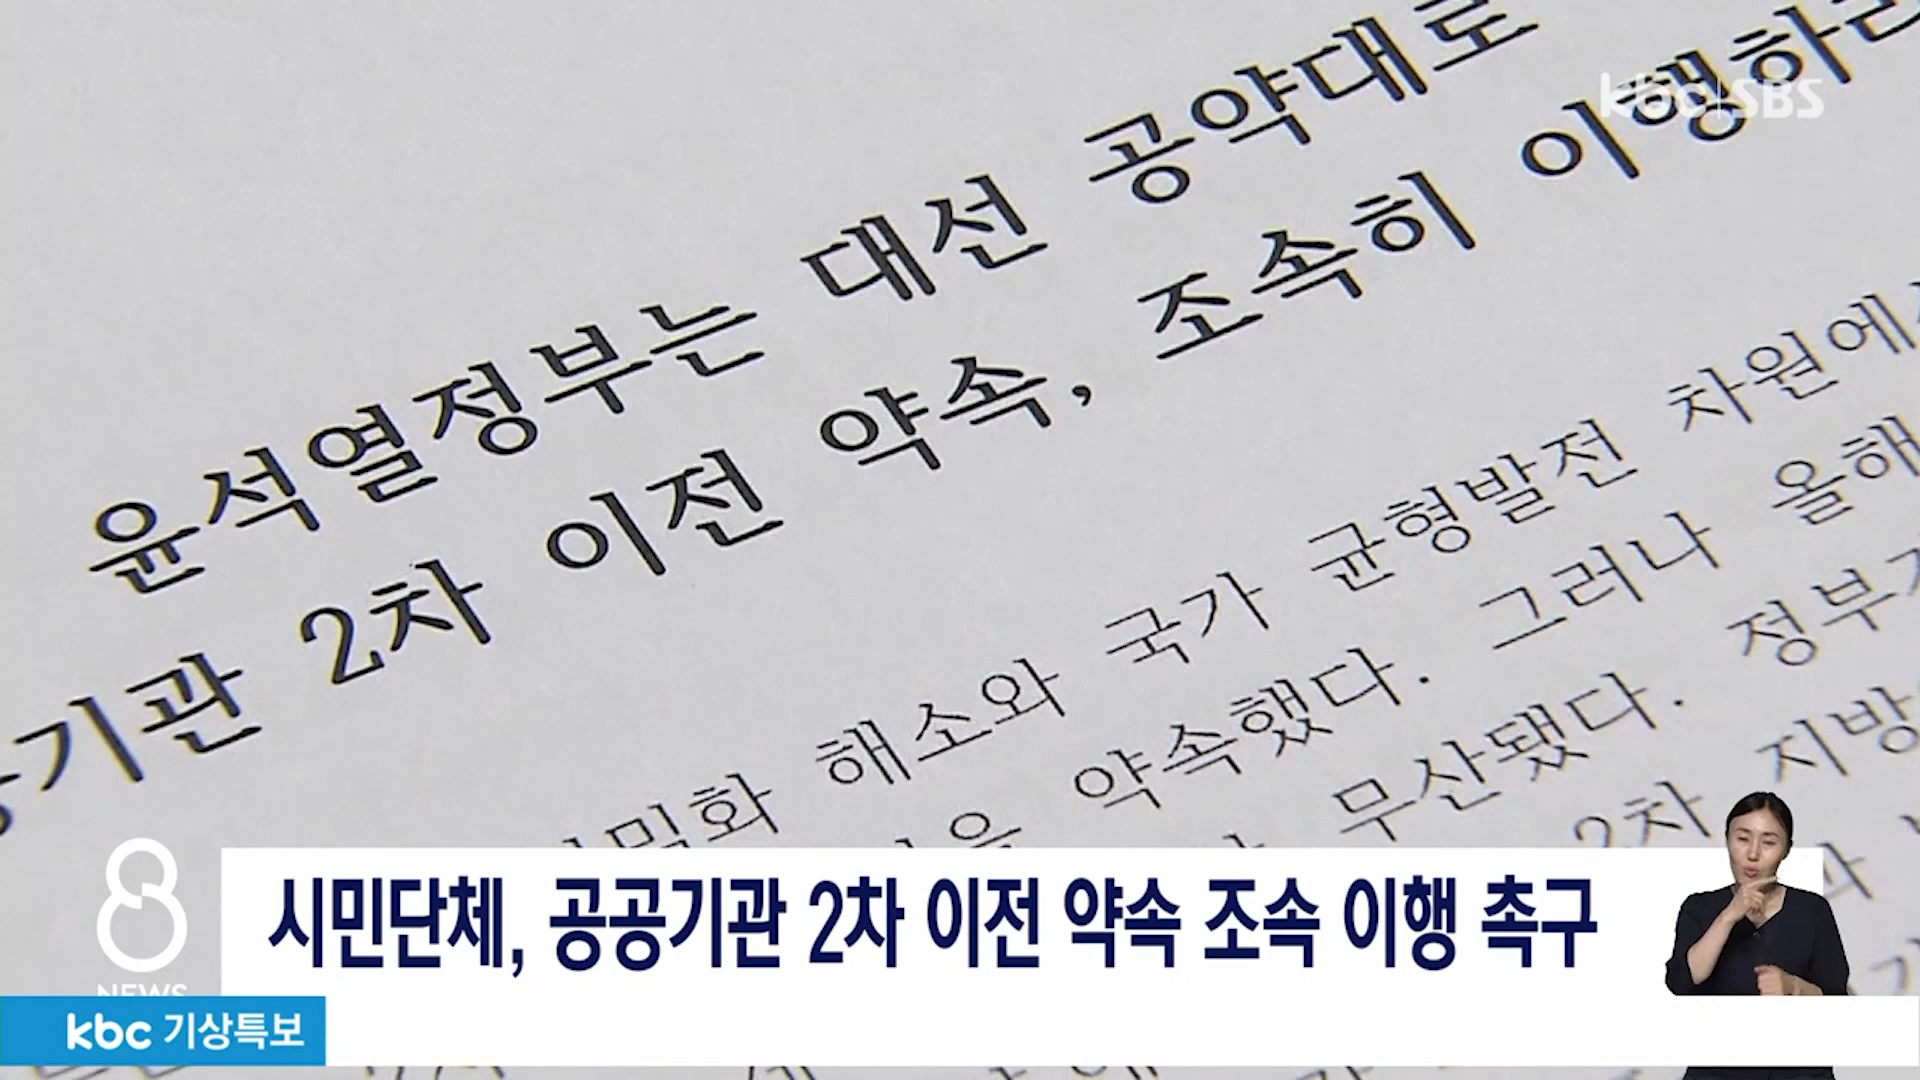 kbc | SBS
윤석열정부는 대선 공약대로
기관 2차 이전 약속, 조속히 이행하라
해소와 국가 균형발전 차원에서
약속했다. 그러나 올해
무산됐다. 정부가
2차 지방
시민단체, 공공기관 2차 이전 약속 조속 이행 촉구
8
NEWS
kbc 기상특보